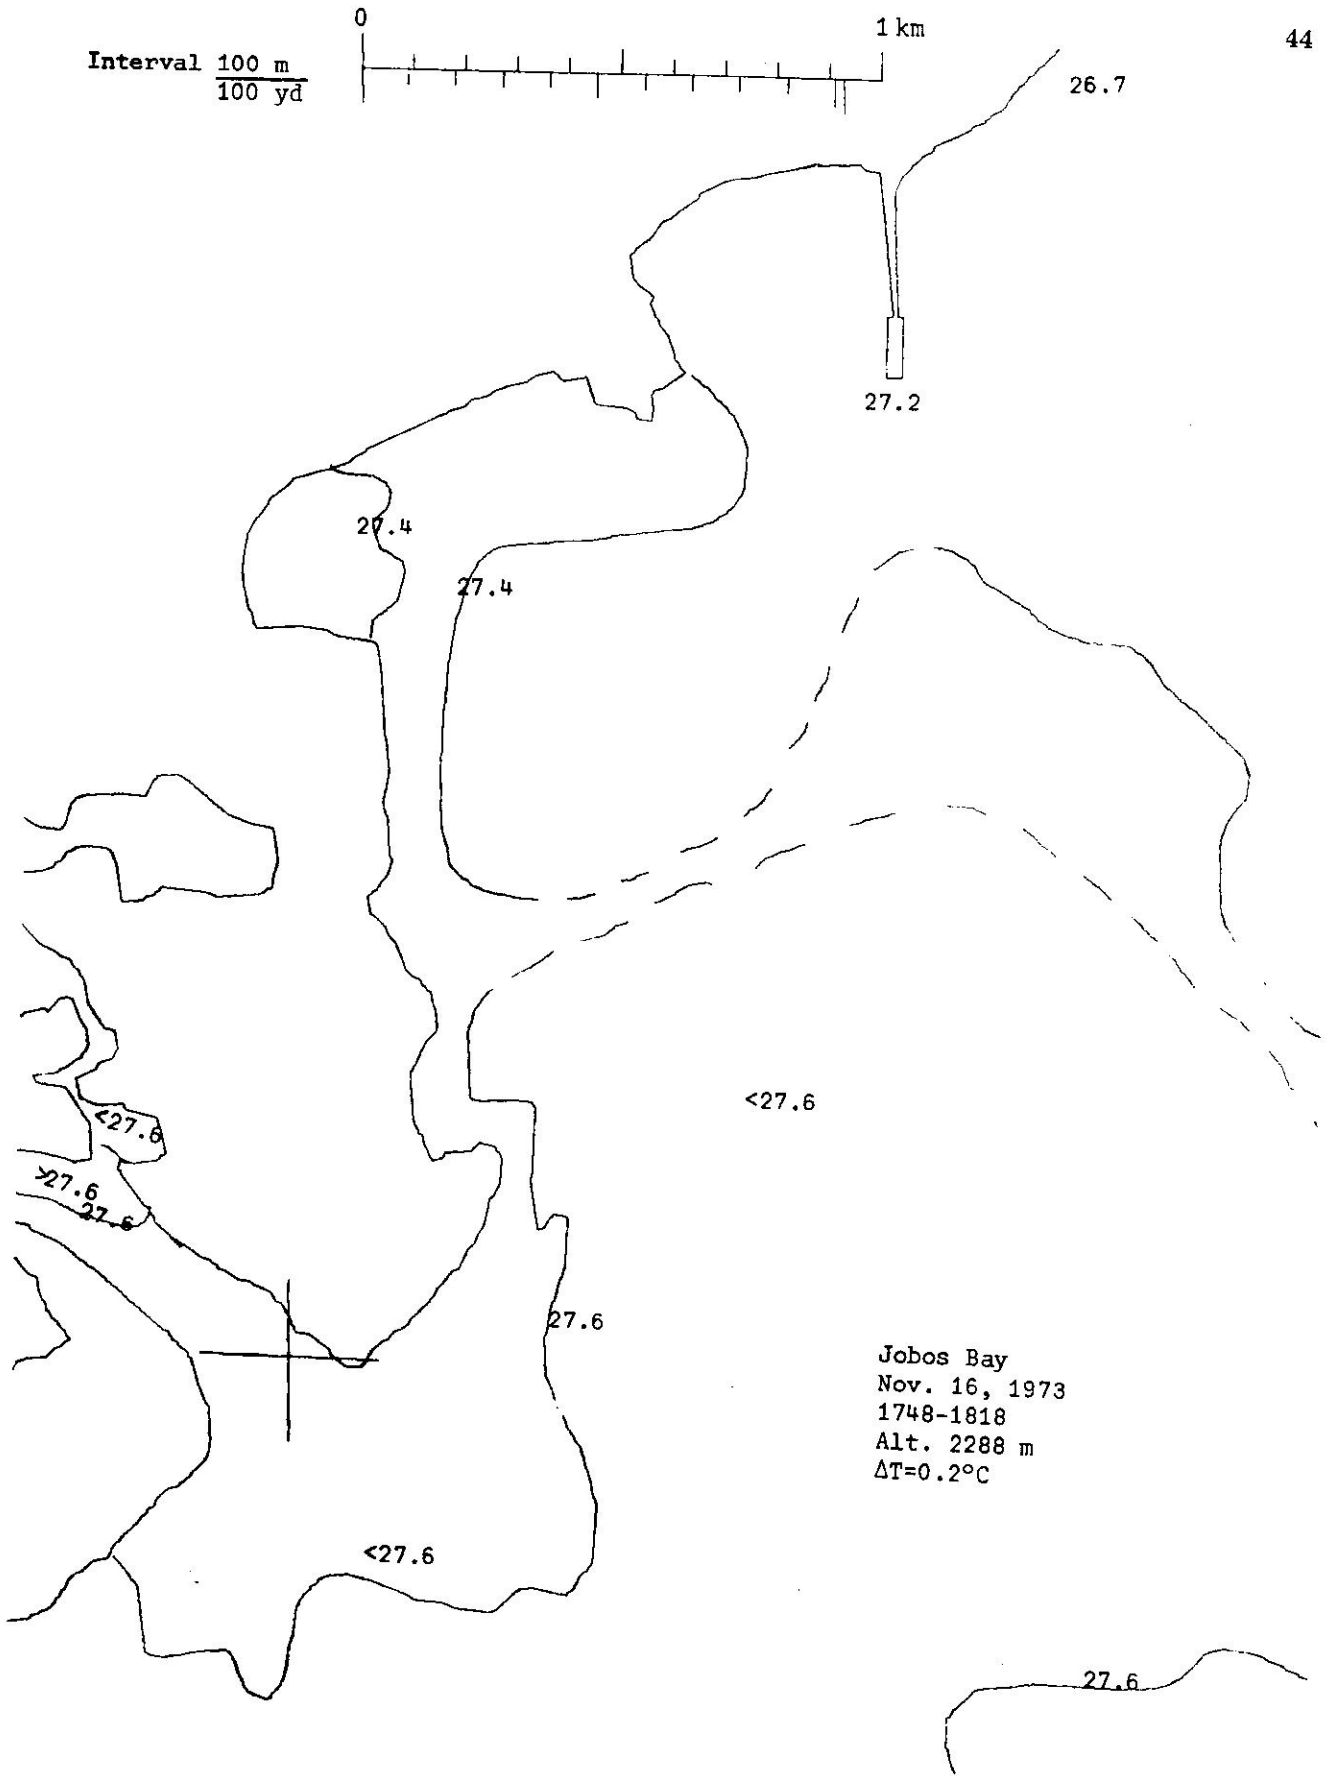 0
1 km
44
Interval 100 m
100 yd
26.7
27.2
27.4
27.4
<27.6
<27.6
>27.6
27.6
27.6
Jobos Bay
Nov. 16, 1973
1748-1818
Alt. 2288 m
ΔT=0.2°C
<27.6
27.6